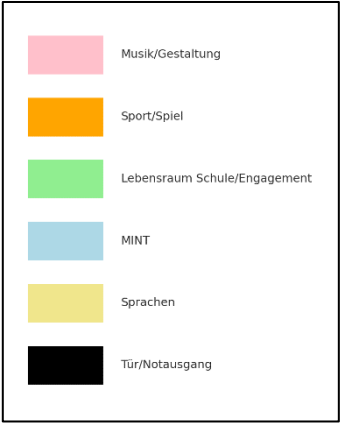 Musik/Gestaltung
Sport/Spiel
Lebensraum Schule/Engagement
MINT
Sprachen
Tür/Notausgang